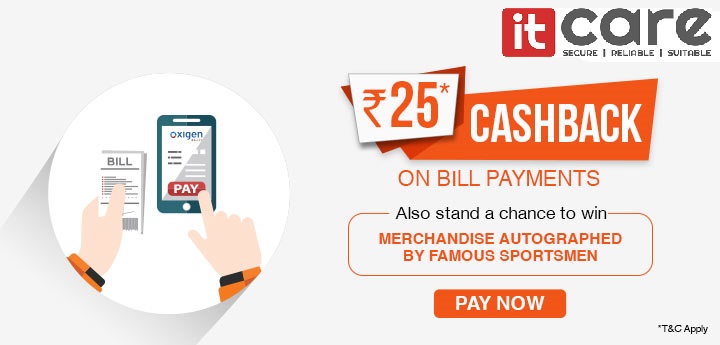 it care
SECURE | RELIABLE | SUITABLE
₹25*
CASHBACK
ON BILL PAYMENTS
Also stand a chance to win
MERCHANDISE AUTOGRAPHED
BY FAMOUS SPORTSMEN
PAY NOW
*T&C Apply
BILL
oxigen
PAY